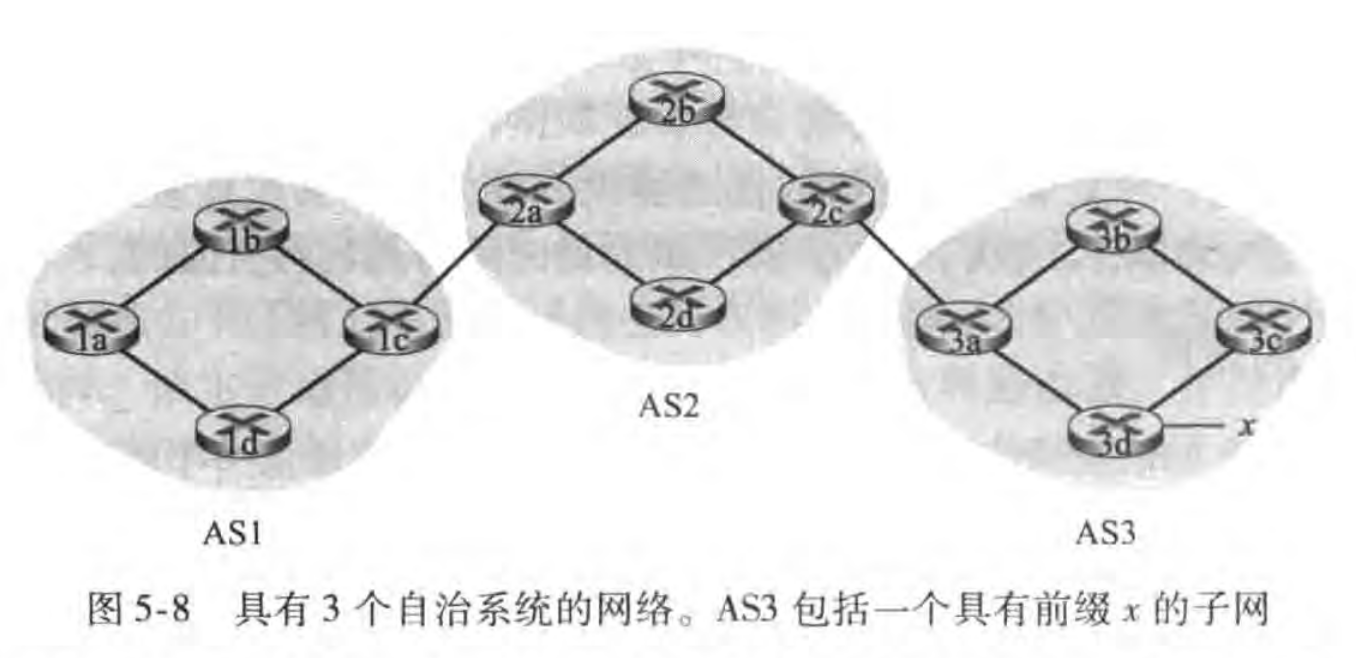 2b
2a
2c
1b
3b
1a
1c
2d
3a
3c
AS2
1d
3d
x
AS1
AS3
图 5-8 具有 3 个自治系统的网络。AS3 包括一个具有前缀 x 的子网